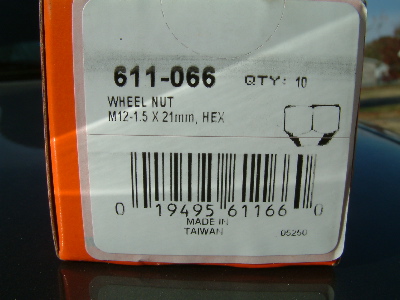 611-066 QTY: 10
WHEEL NUT
M12-1.5 X 21mm, HEX
0 19495 61166 0
MADE IN
TAIWAN 05250